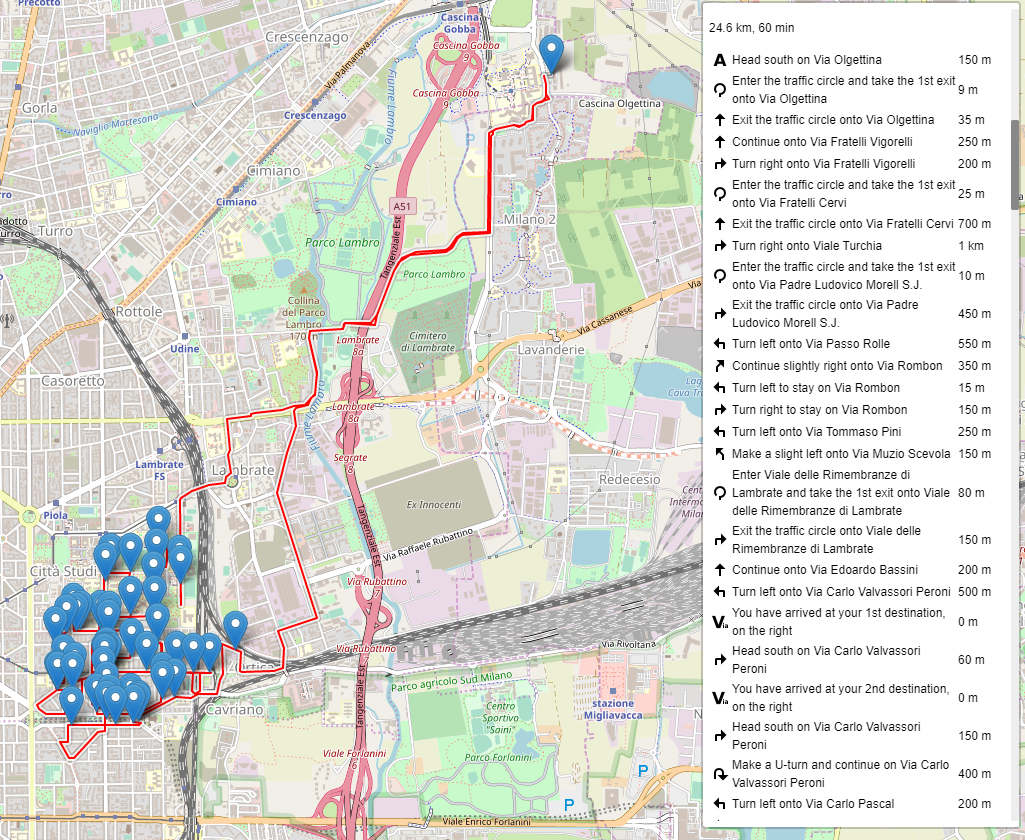 Precotto
Crescenzago
Cascina
Gobba
Cascina Gobba
9
Via Palmanova
Cascina Gobba
9
Cascina Olgettina
Gorla
Naviglio Martesana
Crescenzago
Fiume Lambro
Cimiano
Cimiano
A51
Milano 2
Turro
Turro
Parco Lambro
Tangenziale Est
Parco Lambro
Rottole
Collina
del Parco
Lambro
Via Cassanese
Udine
Lambrate
8a
Cimitero
di Lambrate
Lavanderie
Casoretto
Lambrate
8a
Fiume Lambro
Lambrate
FS
Lambrate
Segrate
8
Redecesio
Ex Innocenti
Piola
Tangenziale Est
Via Raffaele Rubattino
Città Studi
Via Rubattino
Via Rubattino
Via Rivoltana
Ortica
Parco agricolo Sud Milano
Cavriano
Centro
Sportivo
"Saini"
stazione
Migliavacca
Tangenziale Est
Viale Forlanini
6
Parco Forlanini
P
P
Viale Enrico Forlanini
24.6 km, 60 min
A Head south on Via Olgettina 150 m
Enter the traffic circle and take the 1st exit
onto Via Olgettina 9 m
Exit the traffic circle onto Via Olgettina 35 m
Continue onto Via Fratelli Vigorelli 250 m
Turn right onto Via Fratelli Vigorelli 200 m
Enter the traffic circle and take the 1st exit
onto Via Fratelli Cervi 25 m
Exit the traffic circle onto Via Fratelli Cervi 700 m
Turn right onto Viale Turchia 1 km
Enter the traffic circle and take the 1st exit
onto Via Padre Ludovico Morell S.J. 10 m
Exit the traffic circle onto Via Padre
Ludovico Morell S.J. 450 m
Turn left onto Via Passo Rolle 550 m
Continue slightly right onto Via Rombon 350 m
Turn left to stay on Via Rombon 15 m
Turn right to stay on Via Rombon 150 m
Turn left onto Via Tommaso Pini 250 m
Make a slight left onto Via Muzio Scevola 150 m
Enter Viale delle Rimembranze di
Lambrate and take the 1st exit onto Viale
delle Rimembranze di Lambrate 80 m
Exit the traffic circle onto Viale delle
Rimembranze di Lambrate 150 m
Continue onto Via Edoardo Bassini 200 m
Turn left onto Via Carlo Valvassori Peroni 500 m
Via You have arrived at your 1st destination,
on the right 0 m
Head south on Via Carlo Valvassori
Peroni 60 m
Via You have arrived at your 2nd destination,
on the right 0 m
Head south on Via Carlo Valvassori
Peroni 150 m
Make a U-turn and continue on Via Carlo
Valvassori Peroni 400 m
Turn left onto Via Carlo Pascal 200 m